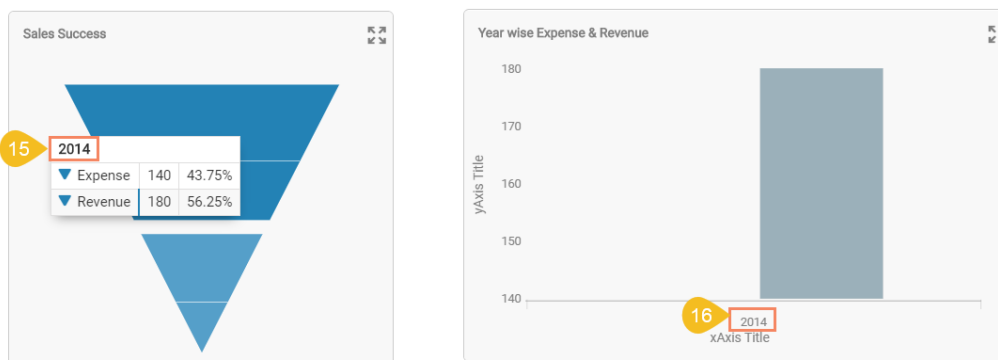 Sales Success
15
2014
Expense 140 43.75%
Revenue 180 56.25%
Year wise Expense & Revenue
180
170
160
150
140
yAxis Title
16
2014
xAxis Title